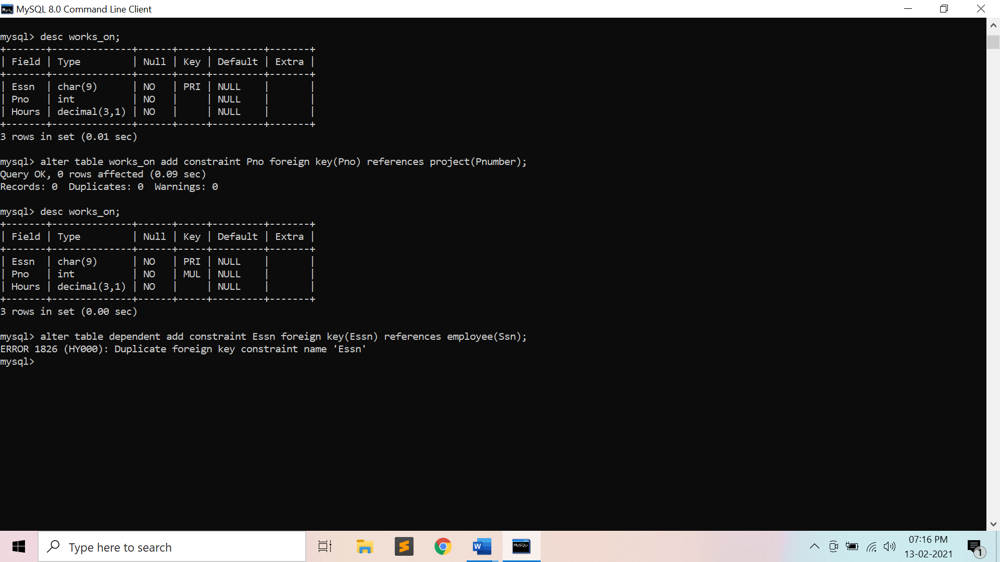 MySQL 8.0 Command Line Client
mysql> desc works_on;
+-------+--------------+------+-----+---------+-------+
| Field | Type         | Null | Key | Default | Extra |
+-------+--------------+------+-----+---------+-------+
| Essn  | char(9)      | NO   | PRI | NULL    |       |
| Pno   | int          | NO   |     | NULL    |       |
| Hours | decimal(3,1) | NO   |     | NULL    |       |
+-------+--------------+------+-----+---------+-------+
3 rows in set (0.01 sec)
mysql> alter table works_on add constraint Pno foreign key(Pno) references project(Pnumber);
Query OK, 0 rows affected (0.09 sec)
Records: 0  Duplicates: 0  Warnings: 0
mysql> desc works_on;
+-------+--------------+------+-----+---------+-------+
| Field | Type         | Null | Key | Default | Extra |
+-------+--------------+------+-----+---------+-------+
| Essn  | char(9)      | NO   | PRI | NULL    |       |
| Pno   | int          | NO   | MUL | NULL    |       |
| Hours | decimal(3,1) | NO   |     | NULL    |       |
+-------+--------------+------+-----+---------+-------+
3 rows in set (0.00 sec)
mysql> alter table dependent add constraint Essn foreign key(Essn) references employee(Ssn);
ERROR 1826 (HY000): Duplicate foreign key constraint name 'Essn'
mysql>
Type here to search
W
MySQL>
07:16 PM
13-02-2021
1